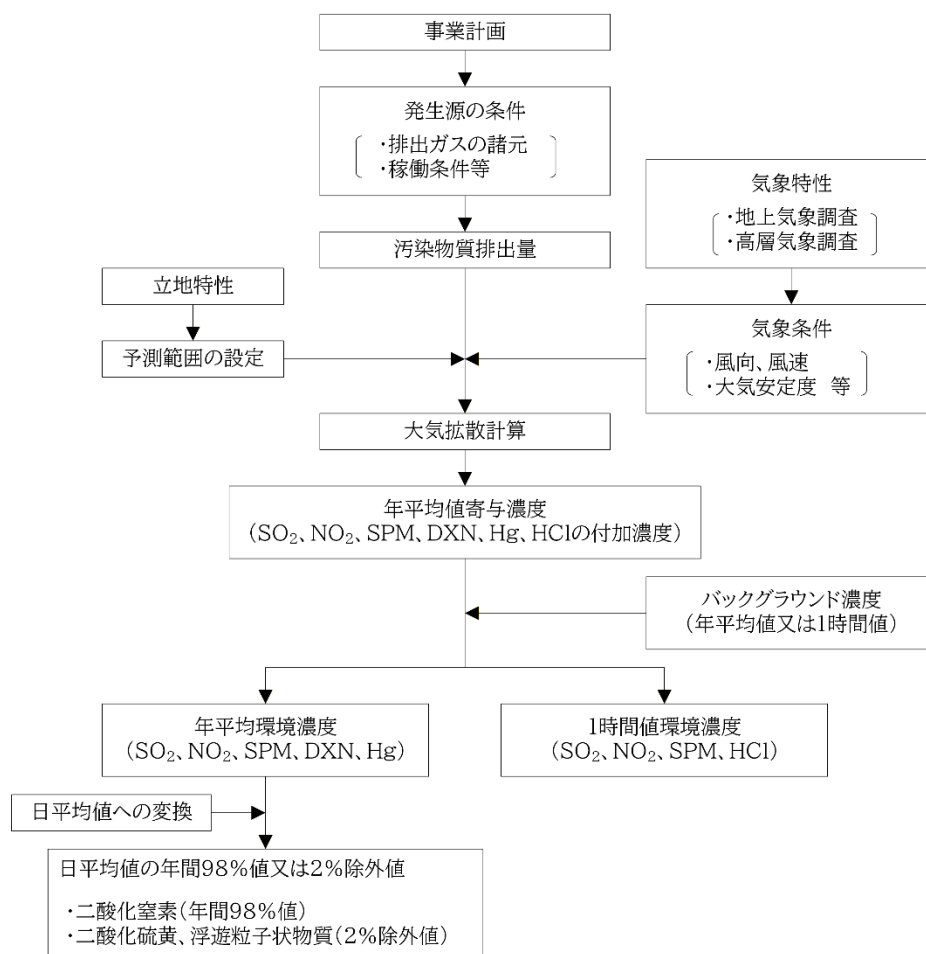 事業計画
発生源の条件
・排出ガスの諸元
・稼働条件等
気象特性
・地上気象調査
・高層気象調査
汚染物質排出量
立地特性
予測範囲の設定
気象条件
・風向、風速
・大気安定度 等
大気拡散計算
年平均値寄与濃度
(SO₂、NO₂、SPM、DXN、Hg、HClの付加濃度)
バックグラウンド濃度
(年平均値又は1時間値)
年平均環境濃度
(SO₂、NO₂、SPM、DXN、Hg)
1時間値環境濃度
(SO₂、NO₂、SPM、HCl)
日平均値への変換
日平均値の年間98%値又は2%除外値
・二酸化窒素(年間98%値)
・二酸化硫黄、浮遊粒子状物質(2%除外値)